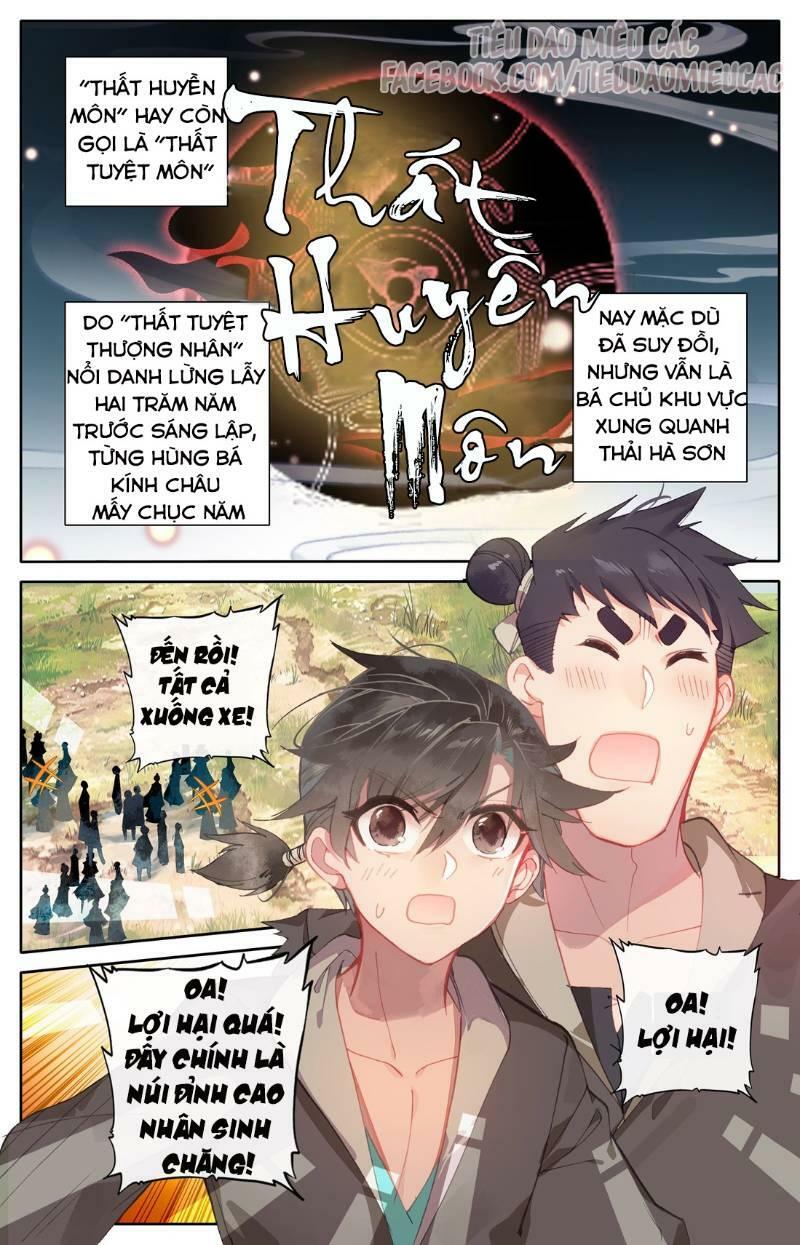 TIÊU DAO MIÊU CÁC
FACEBOOK.COM/TIEUDAOMIEUCAC
"THẤT HUYỀN
MÔN" HAY CÒN
GỌI LÀ "THẤT
TUYỆT MÔN"
Thất
Huyền
Môn
DO "THẤT TUYỆT
THƯỢNG NHÂN"
NỔI DANH LỪNG LẪY
HAI TRĂM NĂM
TRƯỚC SÁNG LẬP,
TỪNG HÙNG BÁ
KÍNH CHÂU
MẤY CHỤC NĂM
NAY MẶC DÙ
ĐÃ SUY ĐỒI,
NHƯNG VẪN LÀ
BÁ CHỦ KHU VỰC
XUNG QUANH
THẢI HÀ SƠN
ĐẾN RỒI!
TẤT CẢ
XUỐNG XE!
OA!
LỢI HẠI QUÁ!
ĐÂY CHÍNH LÀ
NÚI ĐỈNH CAO
NHÂN SINH
CHĂNG!
OA!
LỢI HẠI!